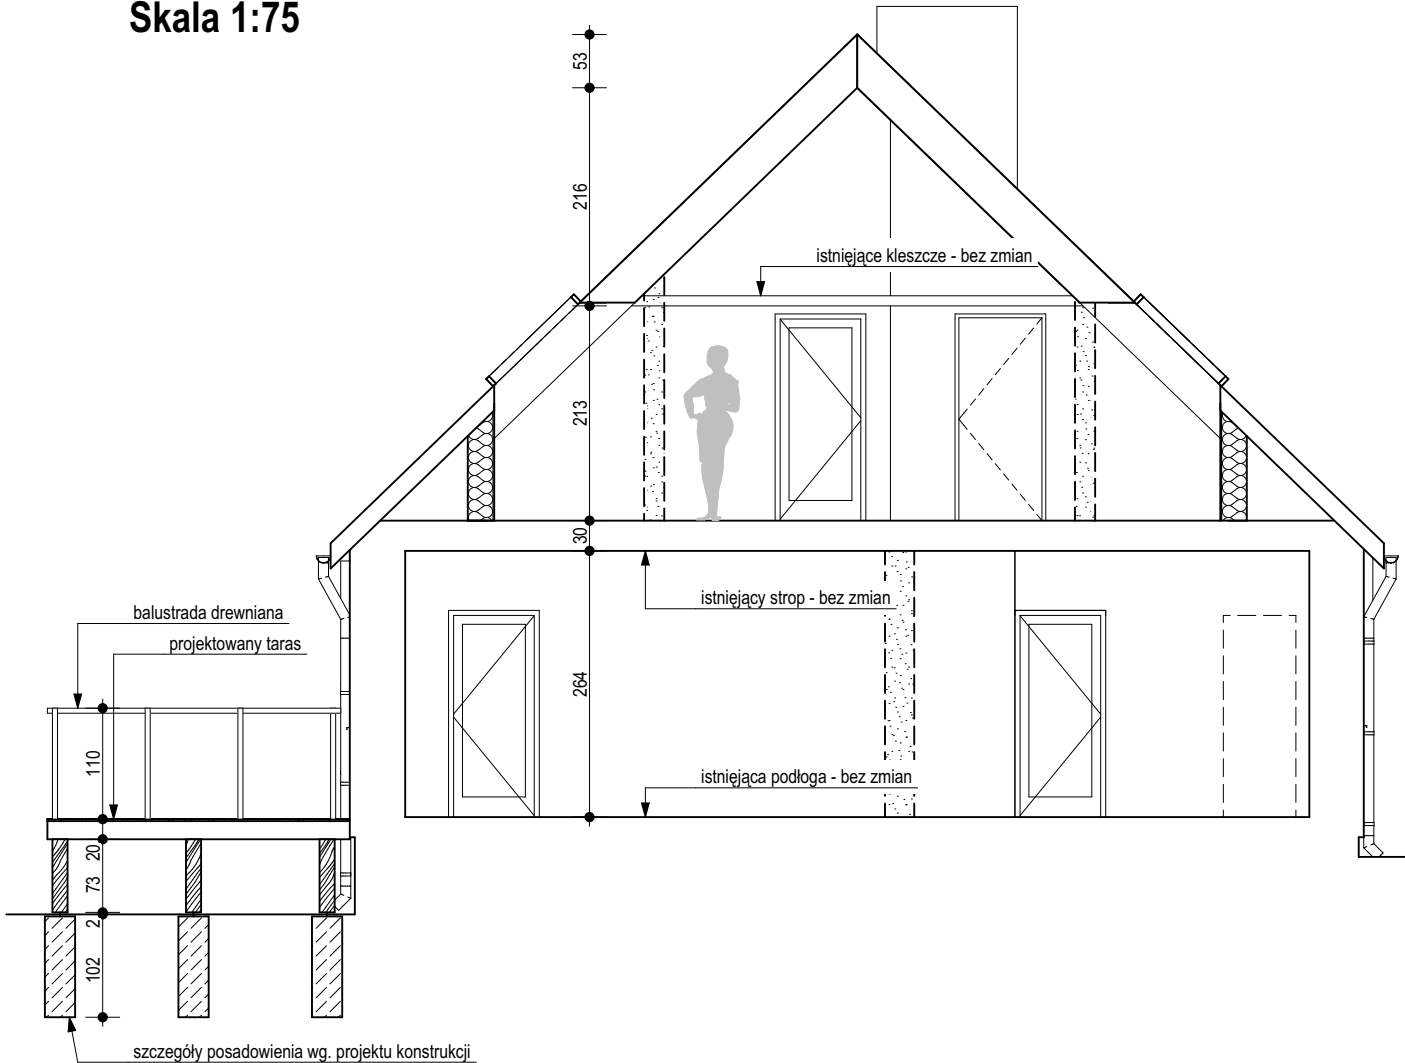 Skala 1:75
53
216
istniejące kleszcze - bez zmian
213
30
istniejący strop - bez zmian
balustrada drewniana
projektowany taras
264
110
istniejąca podłoga - bez zmian
20
73
2
102
szczegóły posadowienia wg. projektu konstrukcji